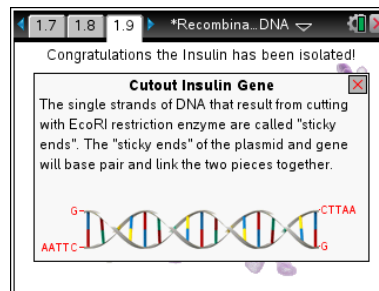 1.7 1.8 1.9 *Recombina…DNA
Congratulations the Insulin has been isolated!
Cutout Insulin Gene
The single strands of DNA that result from cutting
with EcoRI restriction enzyme are called "sticky
ends". The "sticky ends" of the plasmid and gene
will base pair and link the two pieces together.
G CTTAA
AATTC G